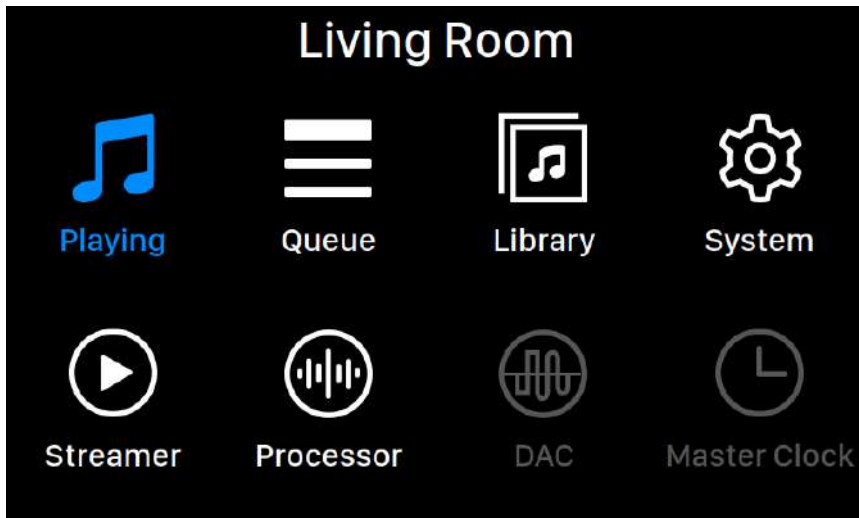 Living Room
Playing Queue Library System
Streamer Processor DAC Master Clock